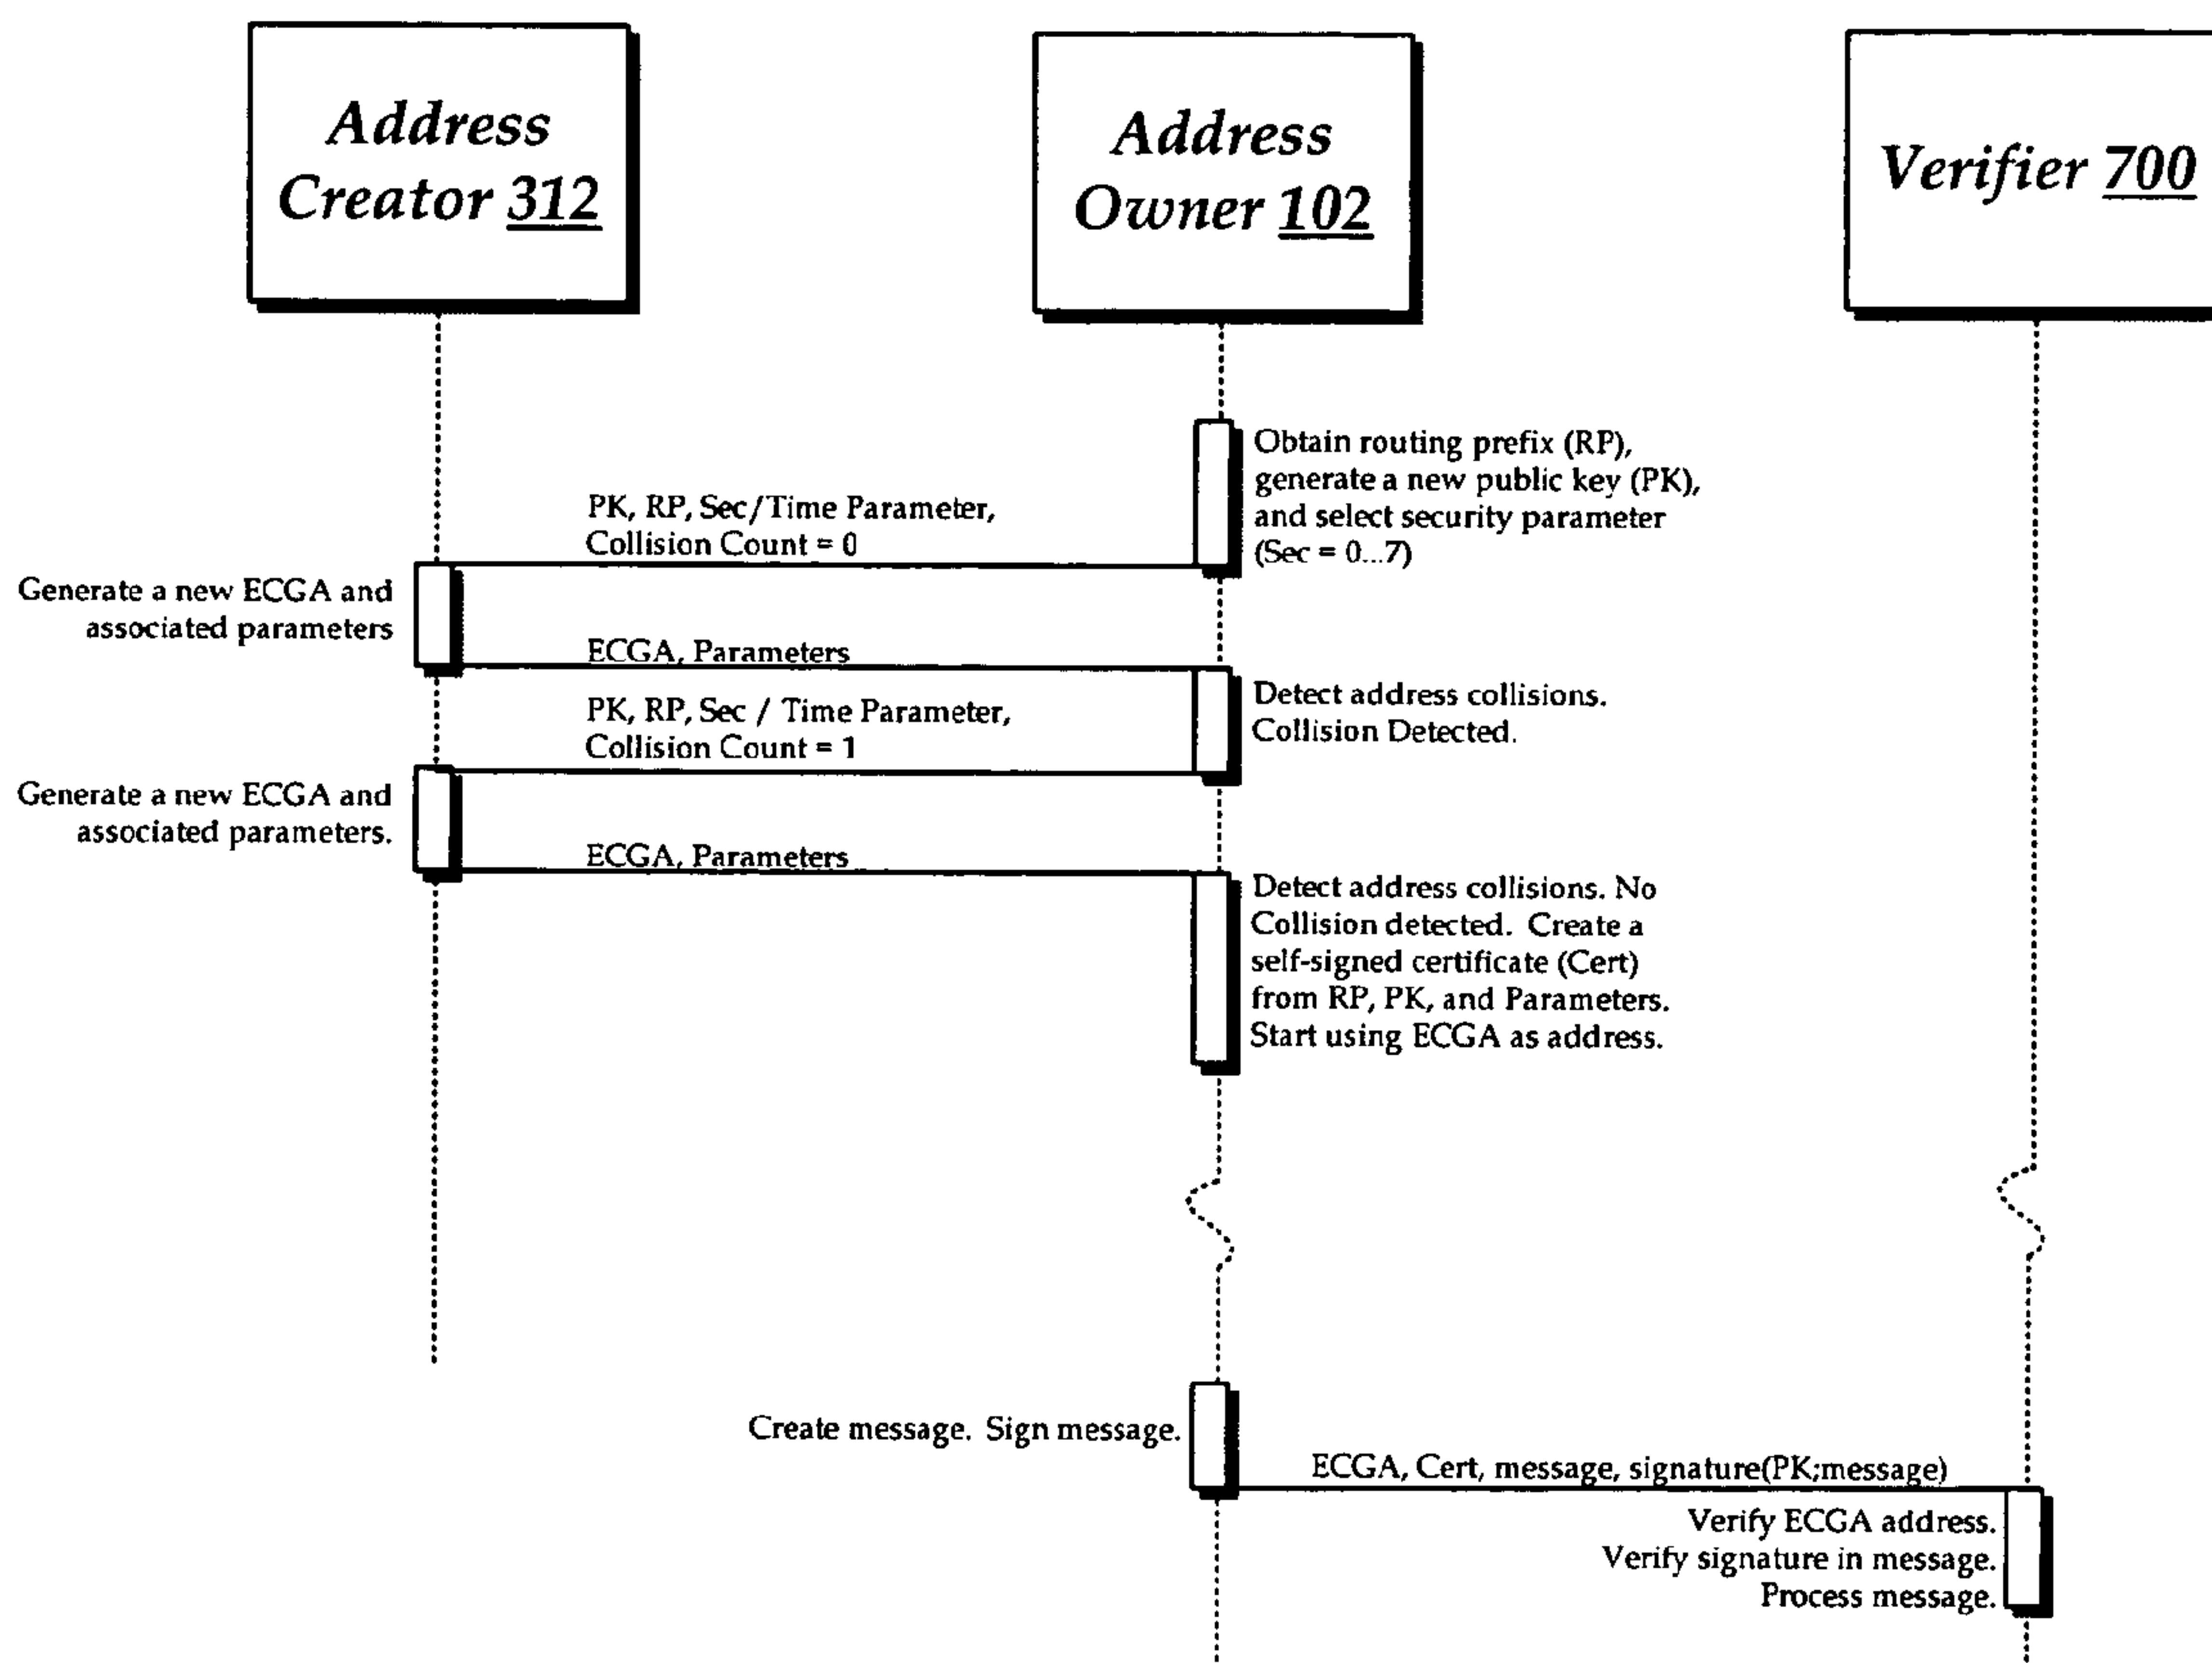 Address
Creator 312
Address
Owner 102
Verifier 700
Obtain routing prefix (RP),
generate a new public key (PK),
and select security parameter
(Sec = 0...7)
PK, RP, Sec/Time Parameter,
Collision Count = 0
Generate a new ECGA and
associated parameters
ECGA, Parameters
Detect address collisions.
Collision Detected.
PK, RP, Sec / Time Parameter,
Collision Count = 1
Generate a new ECGA and
associated parameters.
ECGA, Parameters
Detect address collisions. No
Collision detected. Create a
self-signed certificate (Cert)
from RP, PK, and Parameters.
Start using ECGA as address.
Create message. Sign message.
ECGA, Cert, message, signature(PK;message)
Verify ECGA address.
Verify signature in message.
Process message.